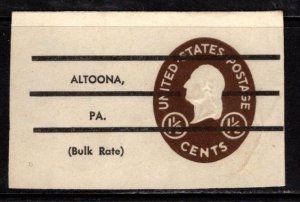 ALTOONA,
PA.
(Bulk Rate)
UNITED STATES POSTAGE
1½ 1½
CENTS